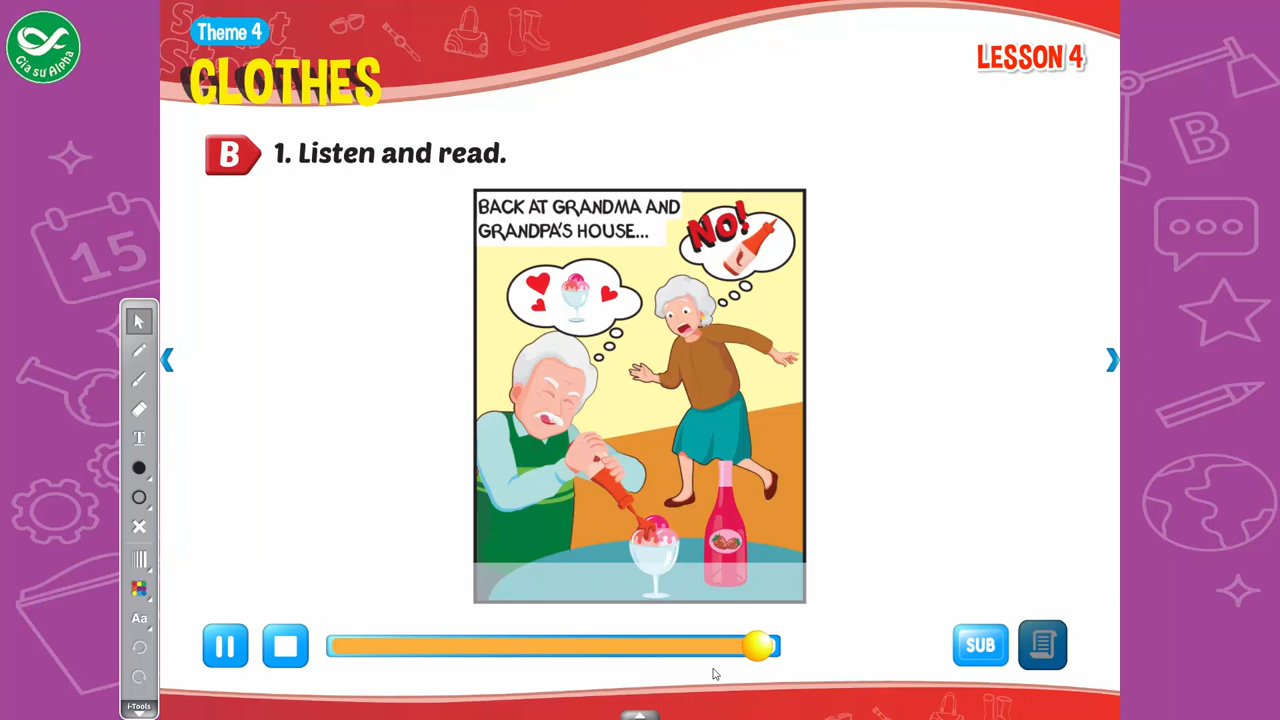 Gia sư Alpha
Theme 4
CLOTHES
LESSON 4
B 1. Listen and read.
BACK AT GRANDMA AND
GRANDPA'S HOUSE...
NO!
15
B
T
Aa
i-Tools
SUB